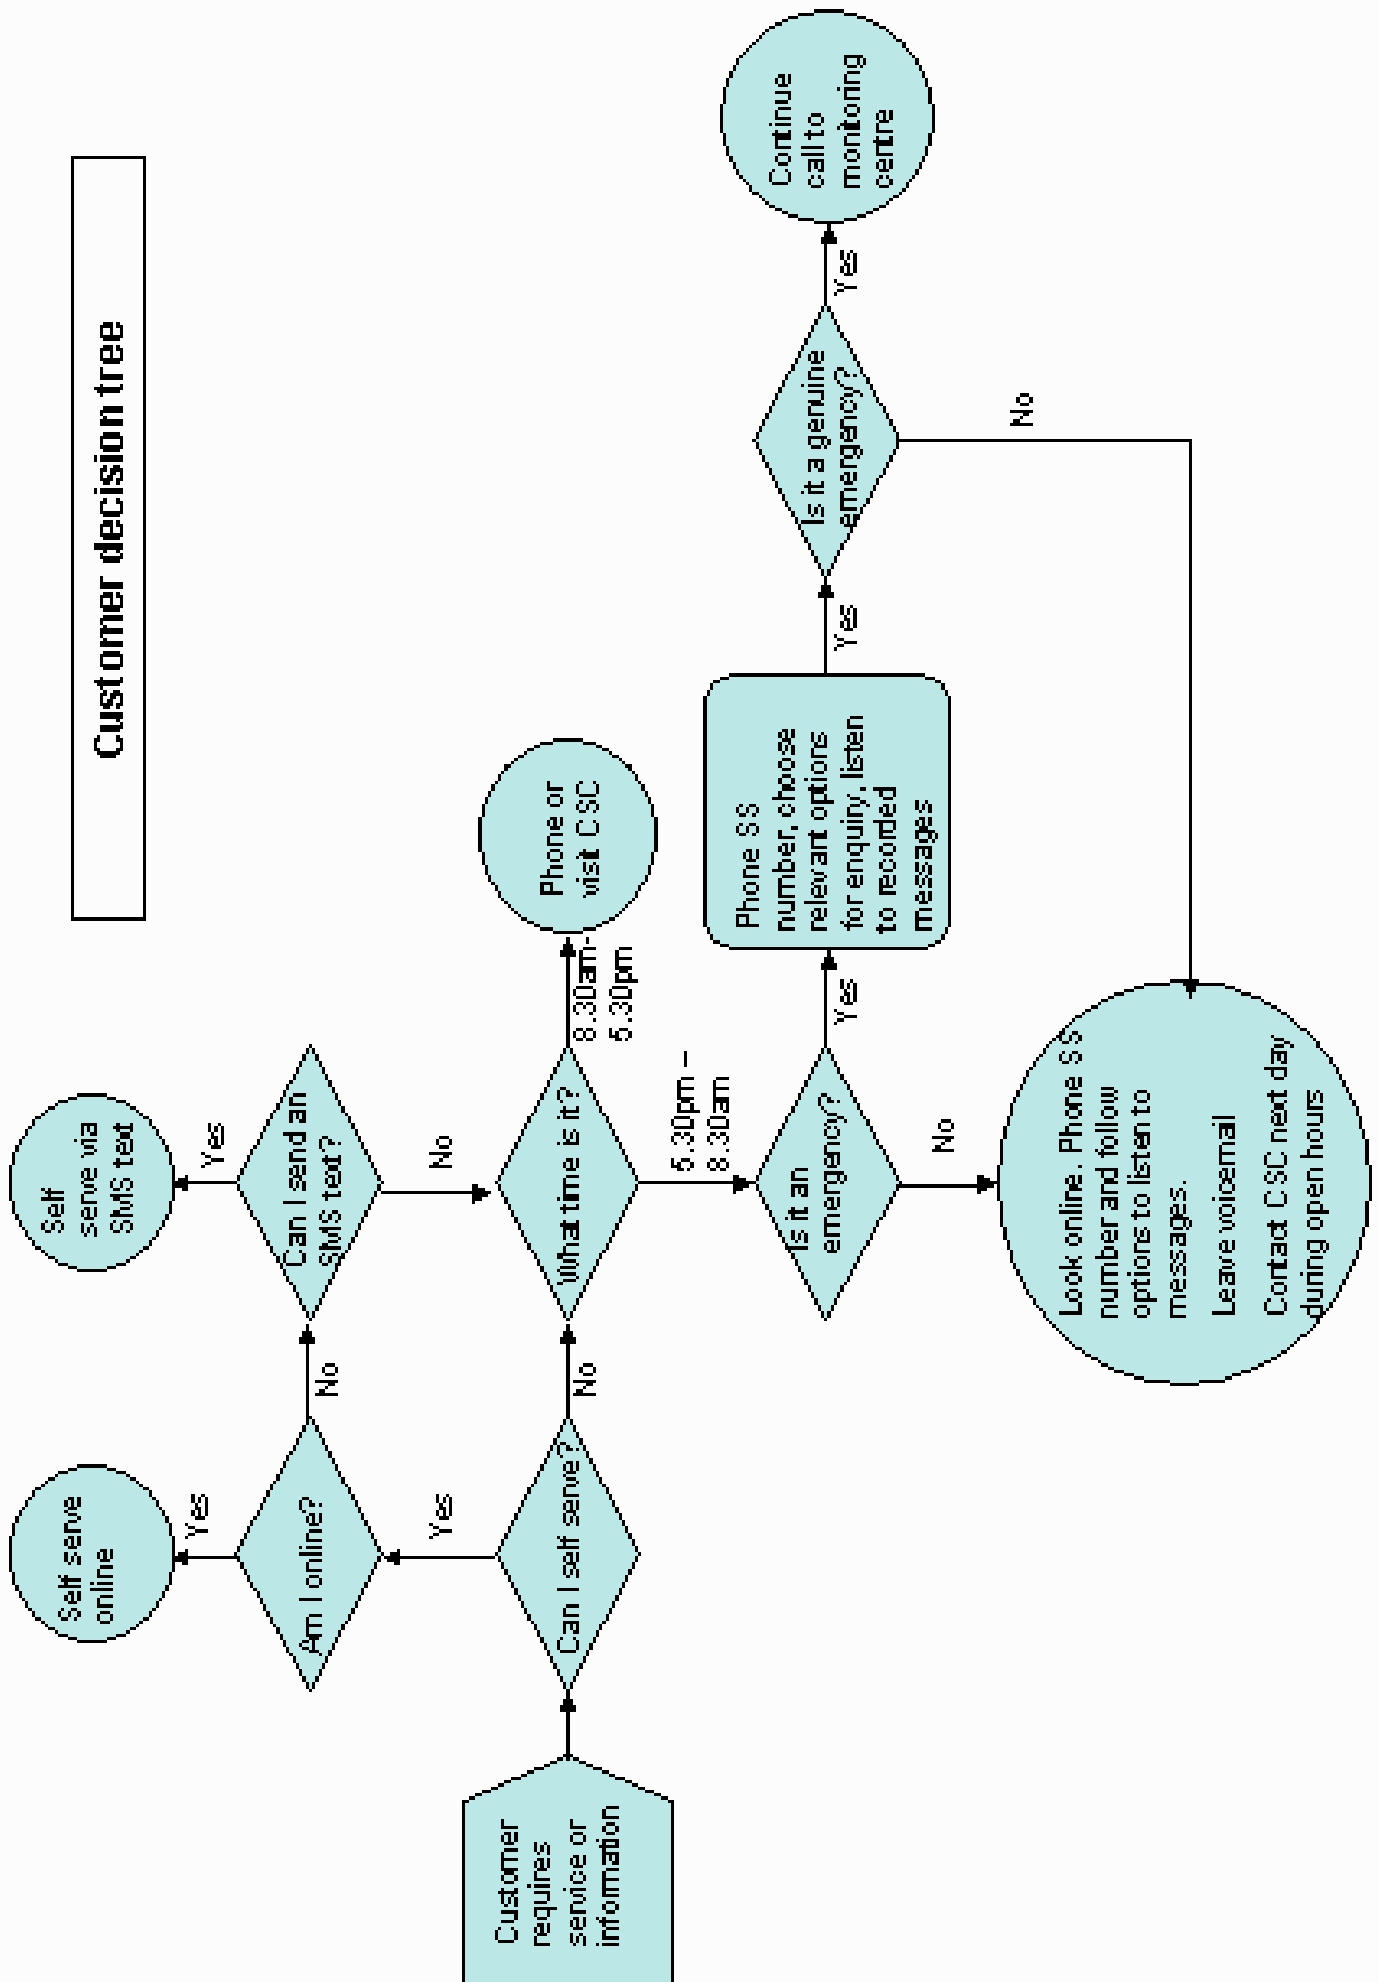 Customer decision tree
Self serve
online
Self
serve via
SMS text
Yes
Yes
Am I online?
No
Can I send an
SMS text?
Yes
No
Customer
requires
service or
information
Can I self serve?
No
What time is it?
8.30am-
5.30pm
Phone or
visit CSC
5.30pm –
8.30am
Is it an
emergency?
Yes
Phone SS
number, choose
relevant options
for enquiry, listen
to recorded
messages
Yes
Is it a genuine
emergency?
Yes
Continue
call to
monitoring
centre
No
No
Look online. Phone SS
number and follow
options to listen to
messages.
Leave voicemail
Contact CSC next day
during open hours